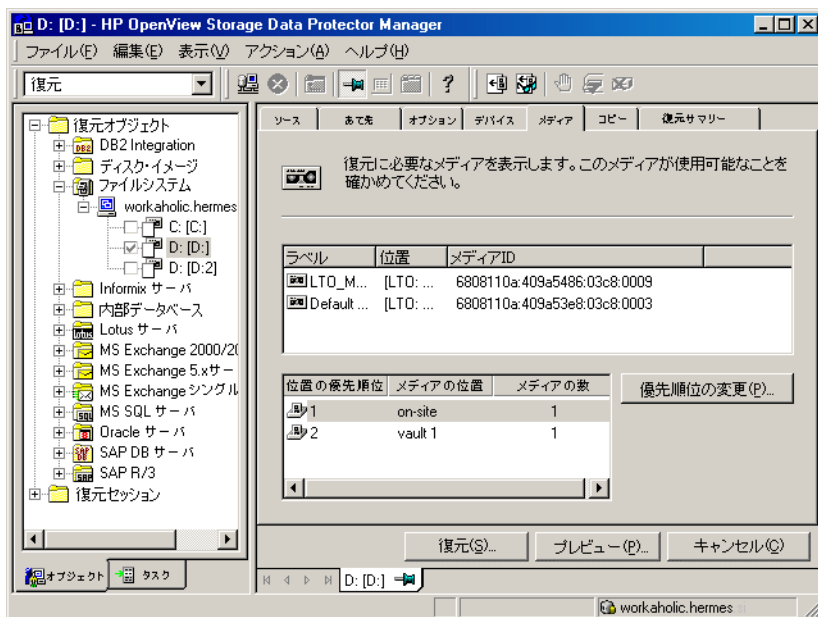 D: [D:] - HP OpenView Storage Data Protector Manager
ファイル(F) 編集(E) 表示(V) アクション(A) ヘルプ(H)
復元
復元オブジェクト
DB2 Integration
ディスク・イメージ
ファイルシステム
workaholic.hermes
C: [C:]
D: [D:]
D: [D:2]
Informix サーバ
内部データベース
Lotus サーバ
MS Exchange 2000/20
MS Exchange 5.xサー
MS Exchange シングル
MS SQL サーバ
Oracle サーバ
SAP DB サーバ
SAP R/3
復元セッション
オブジェクト タスク
ソース あて先 オプション デバイス メディア コピー 復元サマリー
復元に必要なメディアを表示します。このメディアが使用可能なことを
確かめてください。
ラベル 位置 メディアID
LTO_M... [LTO: ... 6808110a:409a5486:03c8:0009
Default ... [LTO: ... 6808110a:409a53e8:03c8:0003
位置の優先順位 メディアの位置 メディアの数
1 on-site 1
2 vault 1 1
優先順位の変更(P)...
復元(S)... プレビュー(P)... キャンセル(C)
D: [D:]
workaholic.hermes